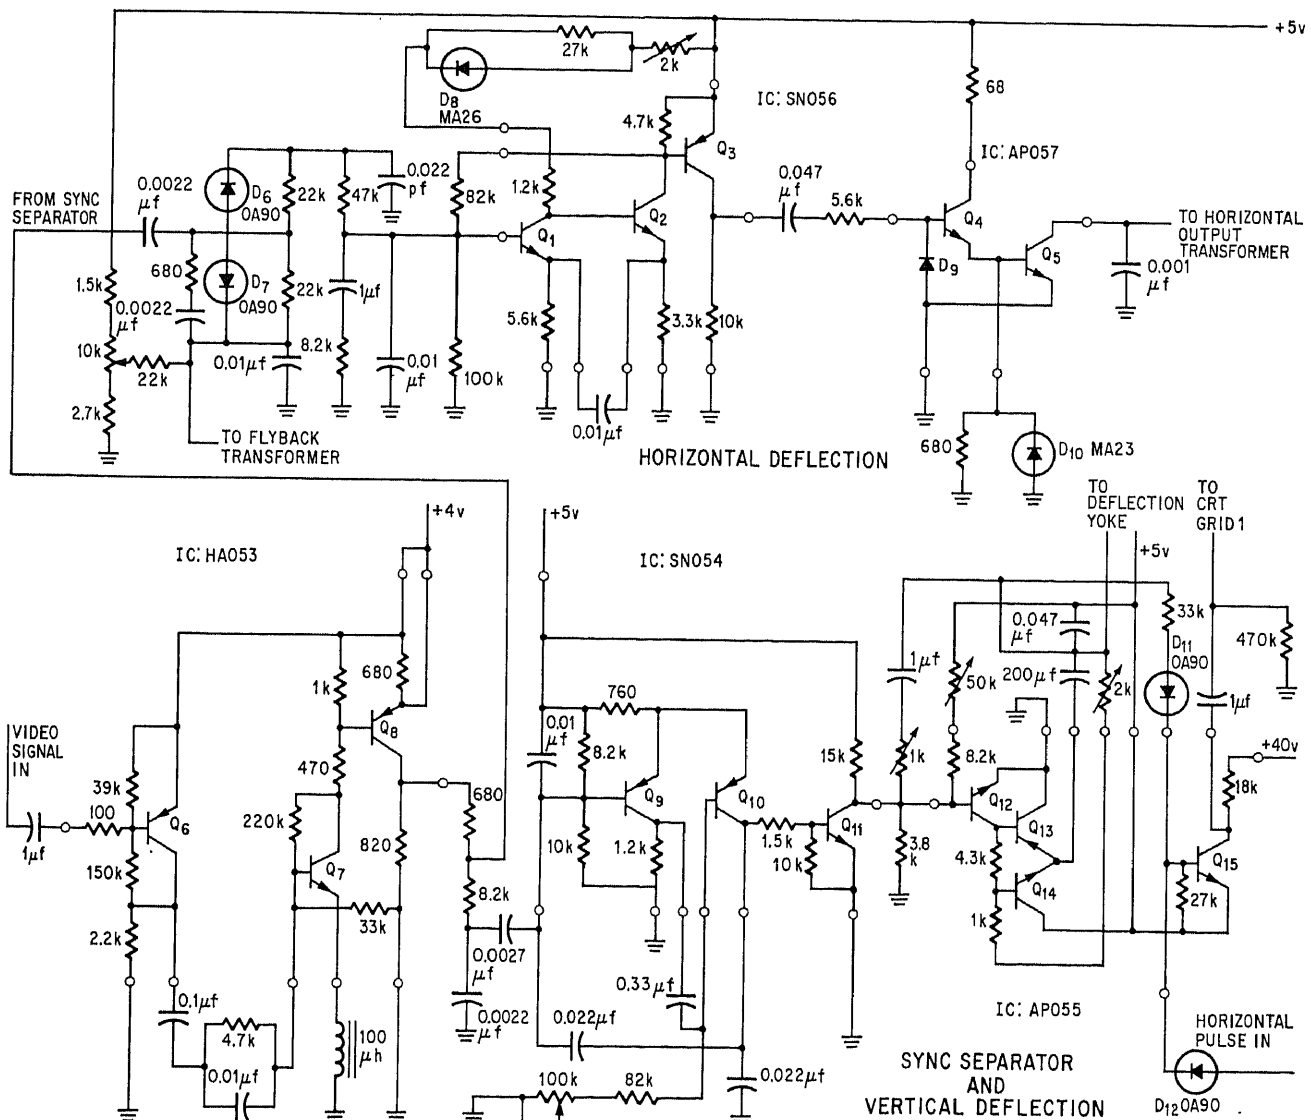 +5v
27k
2k
D8
MA26
IC: SN056
68
4.7k
Q3
IC: AP057
0.0022
μf
D6
OA90
22k
47k
0.022
pf
82k
1.2k
0.047
μf
5.6k
FROM SYNC
SEPARATOR
Q1
Q2
Q4
TO HORIZONTAL
OUTPUT
TRANSFORMER
680
D7
OA90
22k
1μf
D9
Q5
0.001
μf
1.5k
0.0022
μf
5.6k
3.3k
10k
10k
22k
0.01μf
8.2k
0.01
μf
100k
2.7k
0.01μf
TO FLYBACK
TRANSFORMER
HORIZONTAL DEFLECTION
680
D10 MA23
TO
DEFLECTION
YOKE
TO
CRT
GRID 1
+4v
+5v
+5v
IC: HA053
IC: SN054
33k
0.047
μf
470k
D11
OA90
680
1k
1μf
50k
200μf
2k
1μf
760
Q8
VIDEO
SIGNAL
IN
0.01
μf
8.2k
15k
1k
8.2k
+40v
470
39k
680
Q9
Q10
Q12
18k
100
Q6
220k
820
Q11
Q13
1μf
1.5k
10k
1.2k
10k
3.8
k
4.3k
Q15
150k
Q7
8.2k
Q14
27k
33k
1k
2.2k
0.0027
μf
0.33μf
IC: AP055
0.1μf
0.0022
μf
0.022μf
4.7k
100
μh
HORIZONTAL
PULSE IN
0.01μf
100k
82k
0.022μf
SYNC SEPARATOR
AND
VERTICAL DEFLECTION
D12 OA90